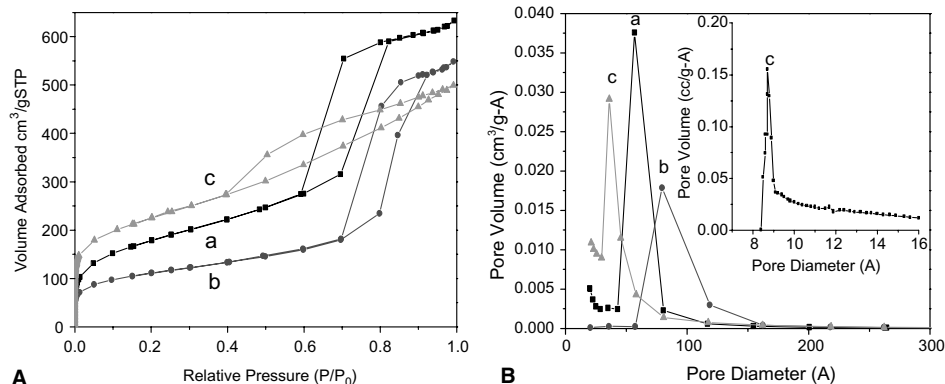 Volume Adsorbed cm³/gSTP
600
500
400
300
200
100
0
0.0 0.2 0.4 0.6 0.8 1.0
Relative Pressure (P/P₀)
c
a
b
A
B
Pore Volume (cm³/g-A)
0.040
0.035
0.030
0.025
0.020
0.015
0.010
0.005
0.000
0 100 200 300
Pore Diameter (A)
a
c
b
Pore Volume (cc/g-A)
0.20
0.15
0.10
0.05
0.00
8 10 12 14 16
Pore Diameter (A)
c